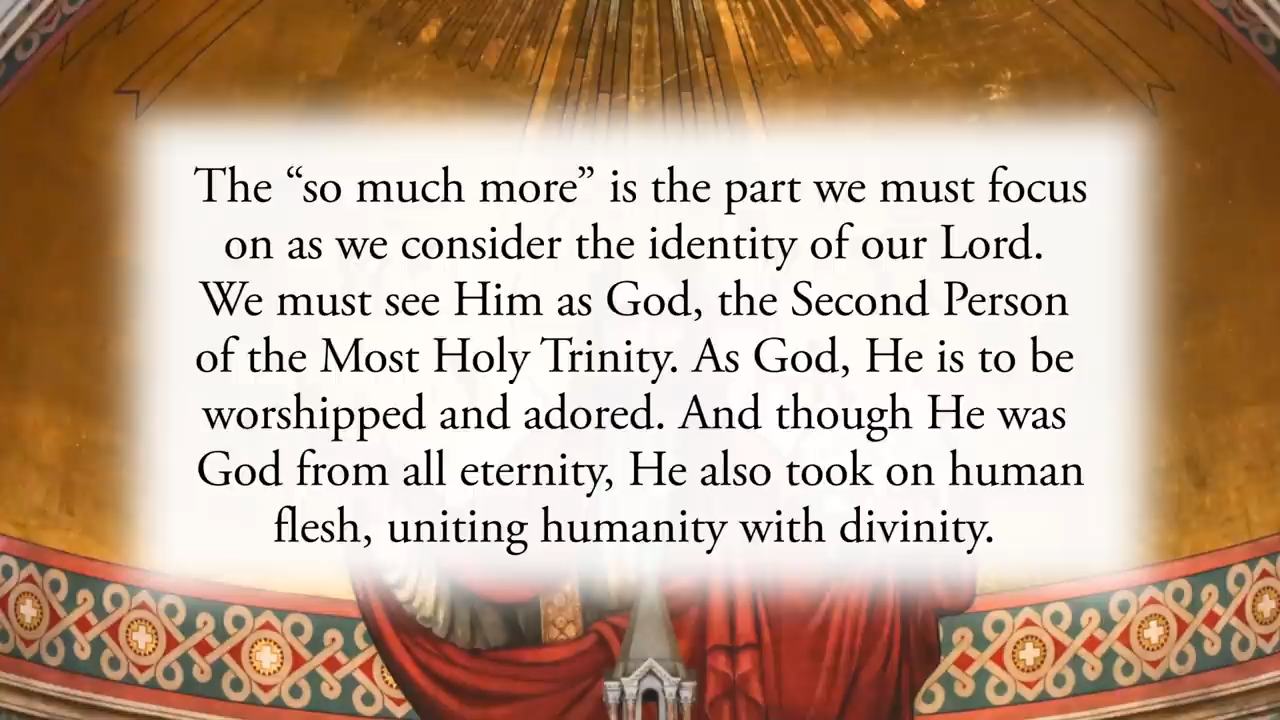 The “so much more” is the part we must focus
on as we consider the identity of our Lord.
We must see Him as God, the Second Person
of the Most Holy Trinity. As God, He is to be
worshipped and adored. And though He was
God from all eternity, He also took on human
flesh, uniting humanity with divinity.